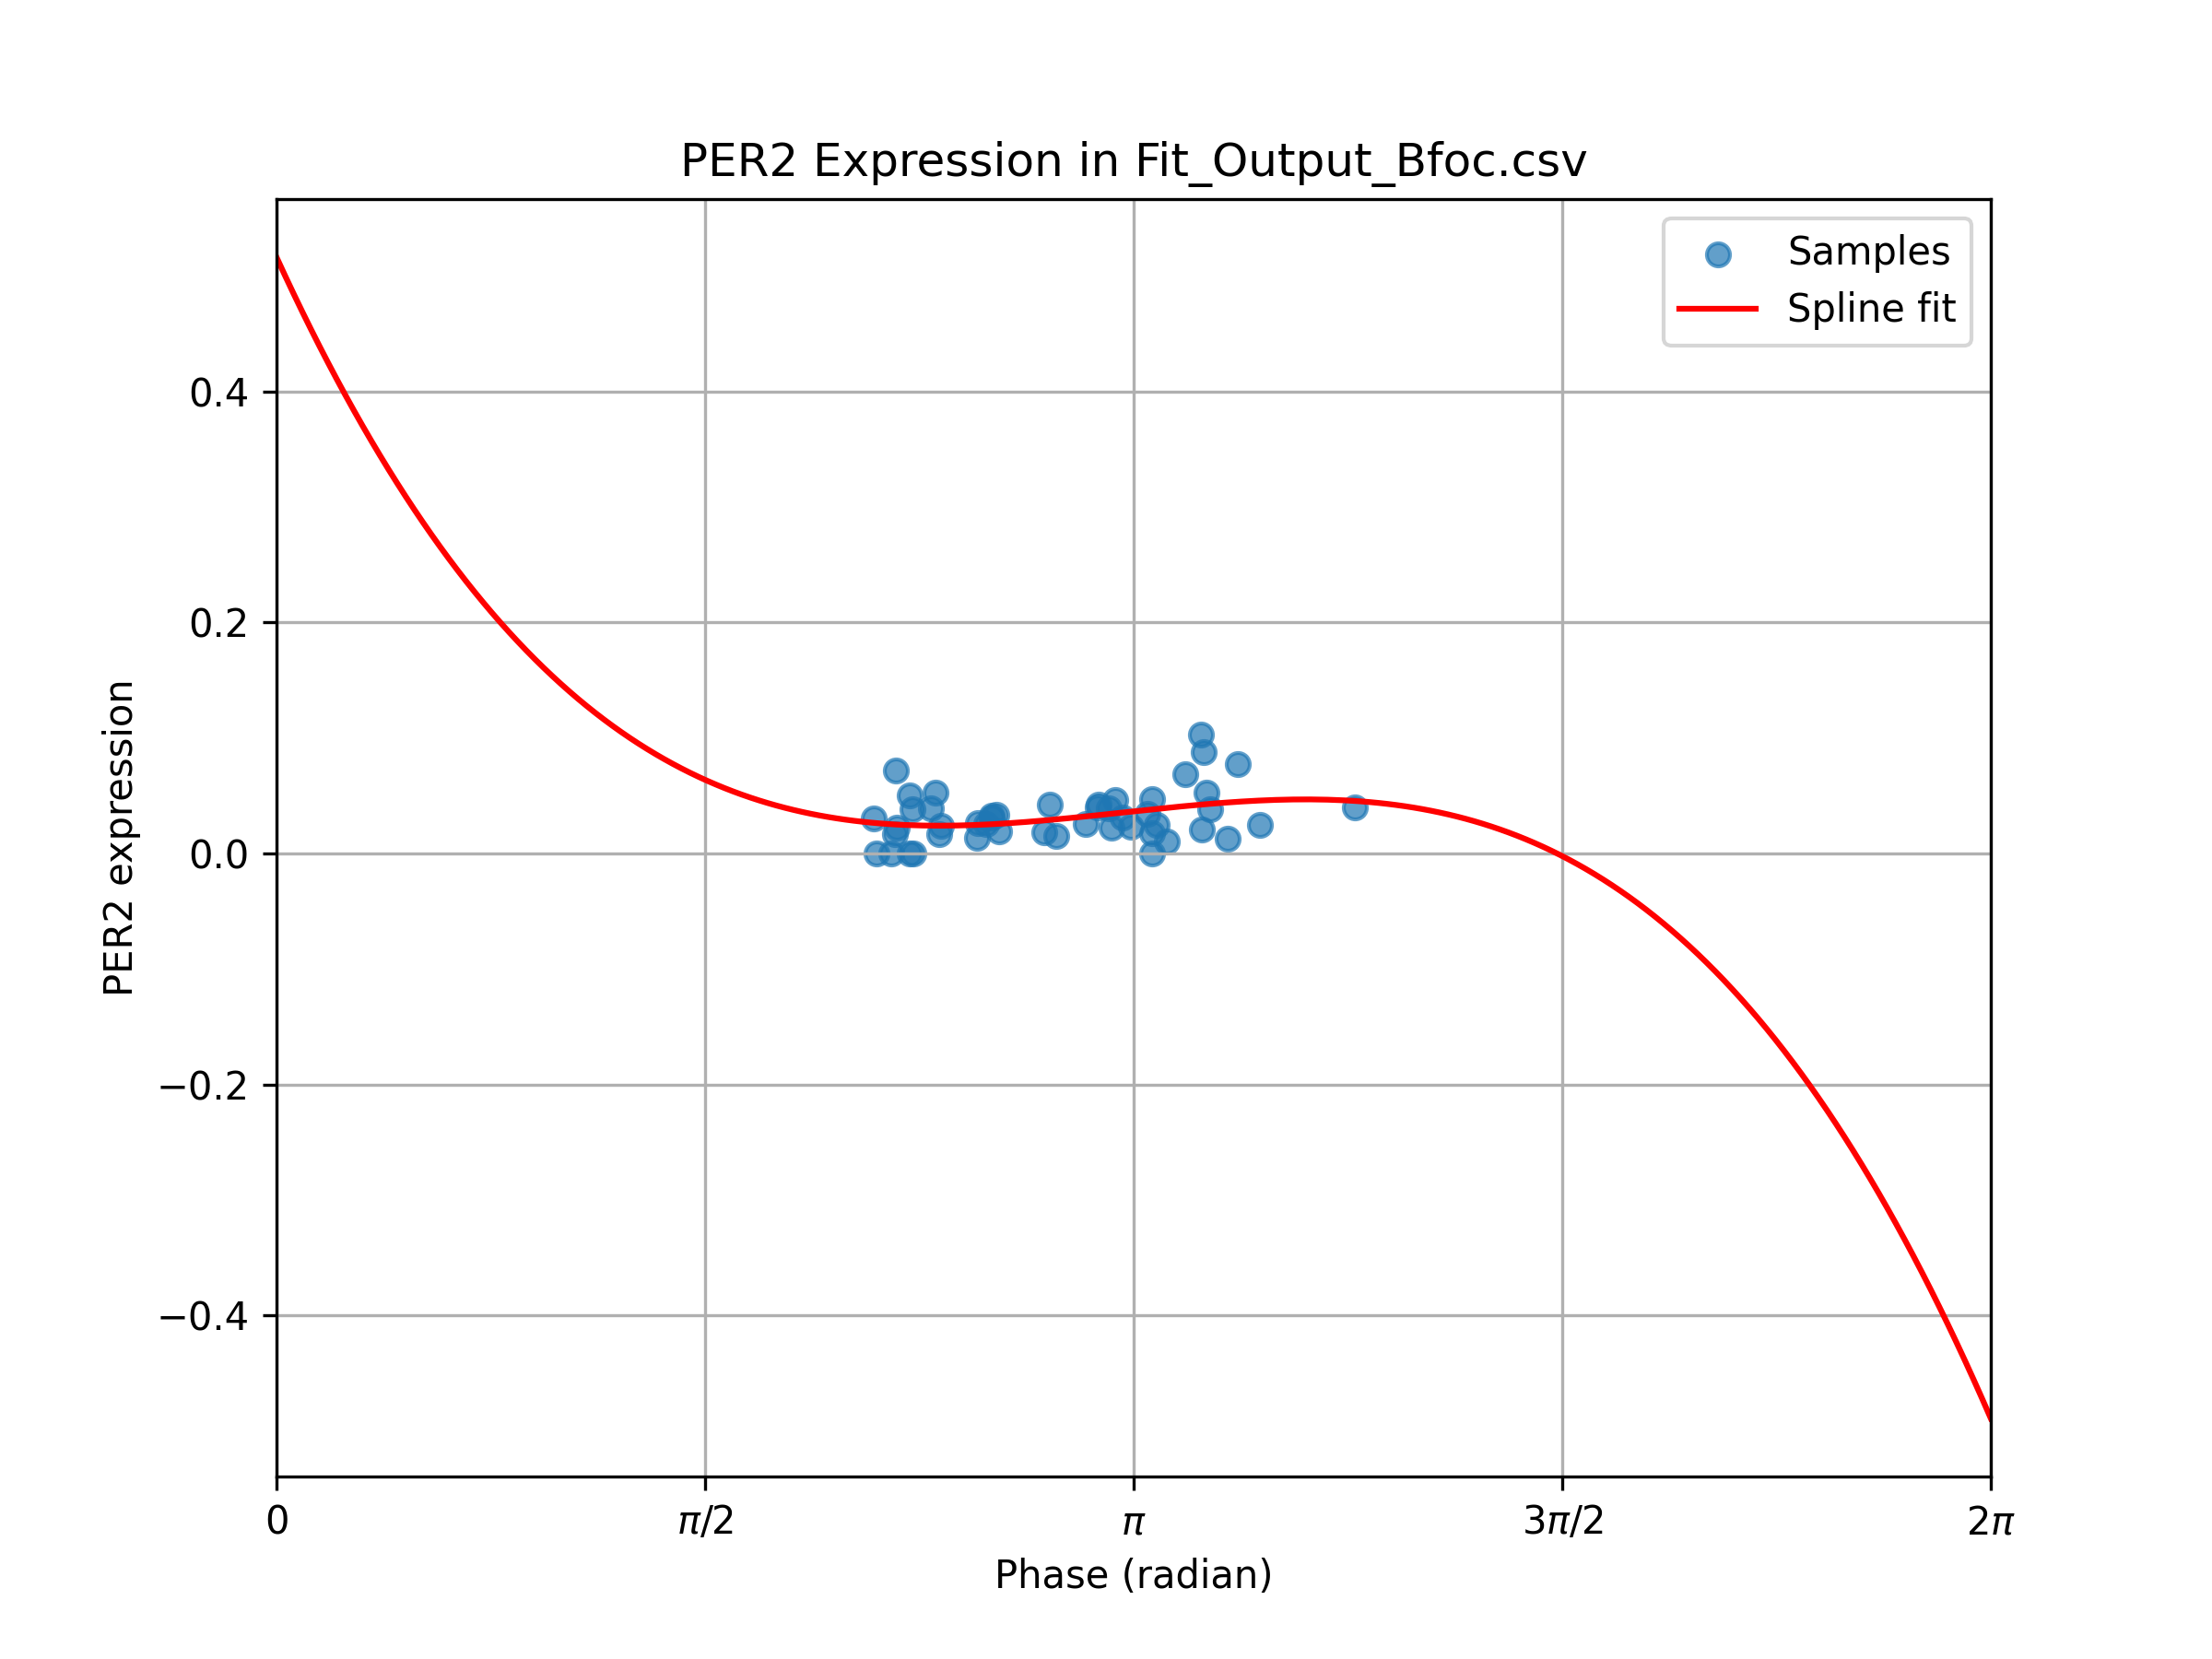 PER2 Expression in Fit_Output_Bfoc.csv
Samples
Spline fit
0.4
0.2
0.0
−0.2
−0.4
PER2 expression
0
π/2
π
3π/2
2π
Phase (radian)